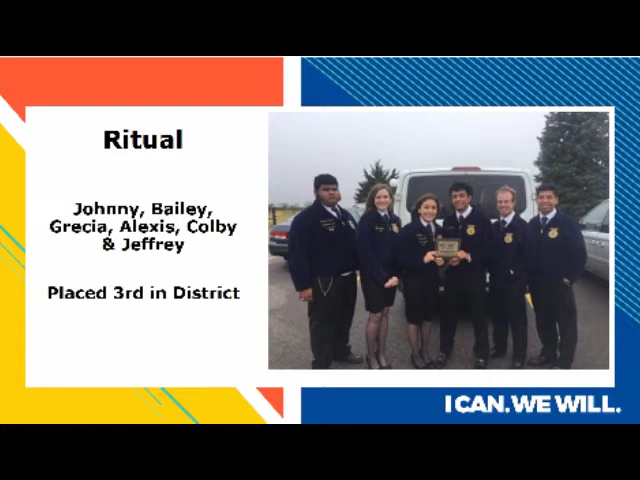 Ritual
Johnny, Bailey,
Grecia, Alexis, Colby
& Jeffrey
Placed 3rd in District
I CAN. WE WILL.